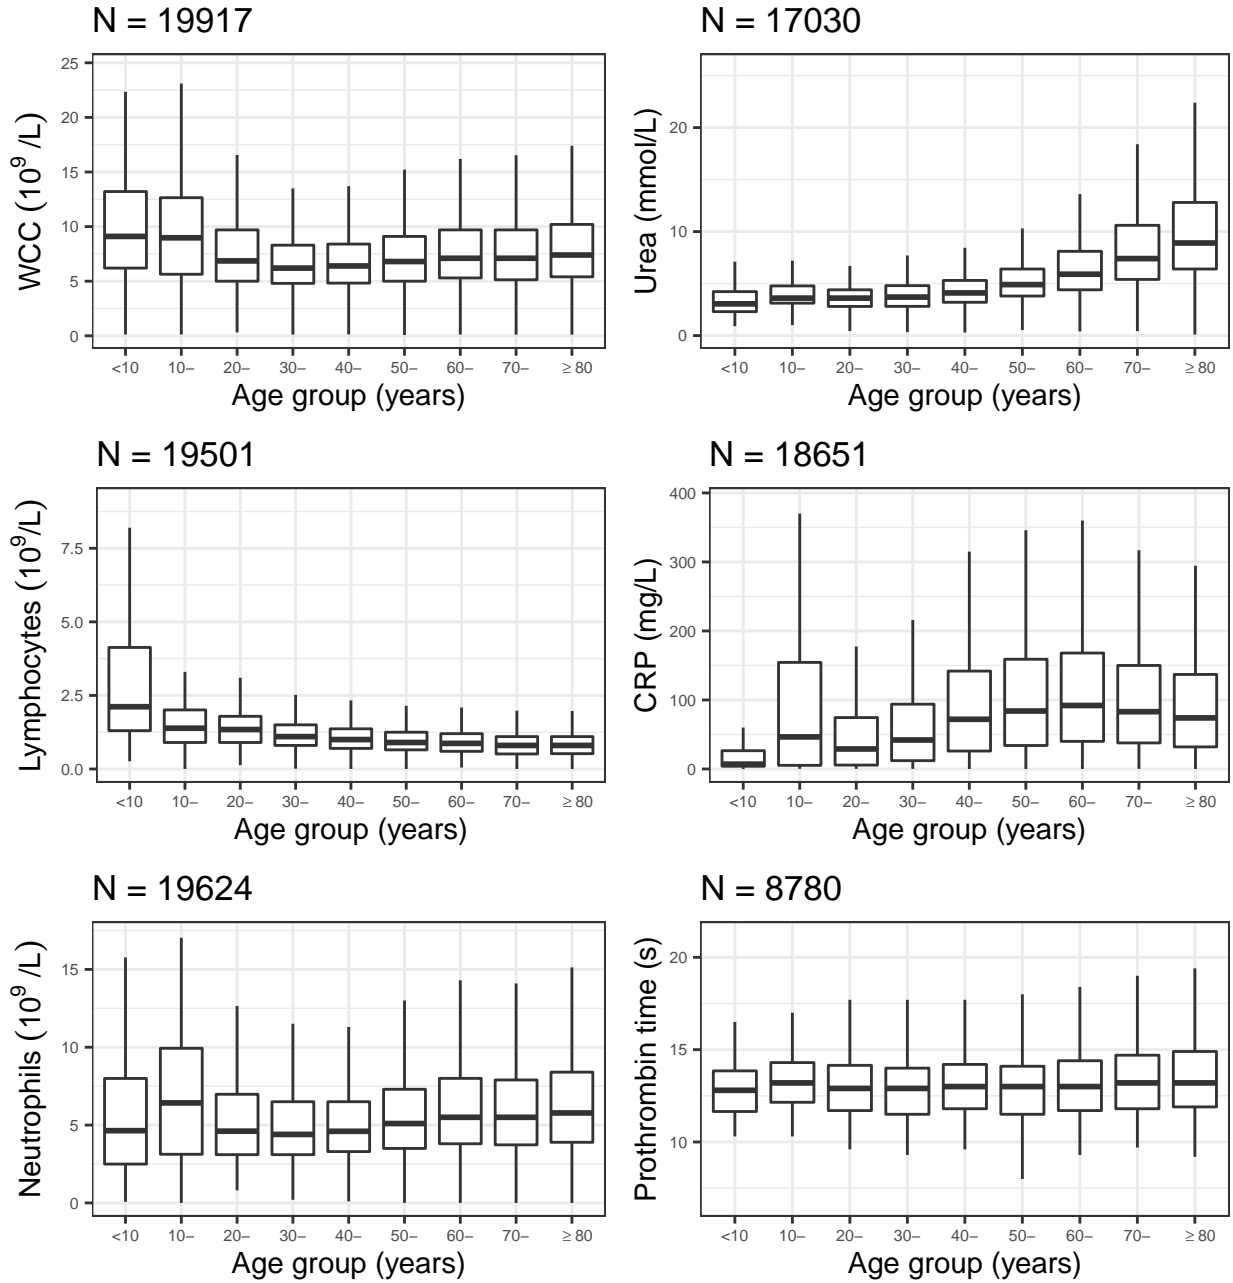 N = 19917
WCC (10⁹ /L)
25
20
15
10
5
0
<10 10− 20− 30− 40− 50− 60− 70− ≥ 80
Age group (years)
N = 17030
Urea (mmol/L)
20
10
0
<10 10− 20− 30− 40− 50− 60− 70− ≥ 80
Age group (years)
N = 19501
Lymphocytes (10⁹/L)
7.5
5.0
2.5
0.0
<10 10− 20− 30− 40− 50− 60− 70− ≥ 80
Age group (years)
N = 18651
CRP (mg/L)
400
300
200
100
0
<10 10− 20− 30− 40− 50− 60− 70− ≥ 80
Age group (years)
N = 19624
Neutrophils (10⁹ /L)
15
10
5
0
<10 10− 20− 30− 40− 50− 60− 70− ≥ 80
Age group (years)
N = 8780
Prothrombin time (s)
20
15
10
<10 10− 20− 30− 40− 50− 60− 70− ≥ 80
Age group (years)